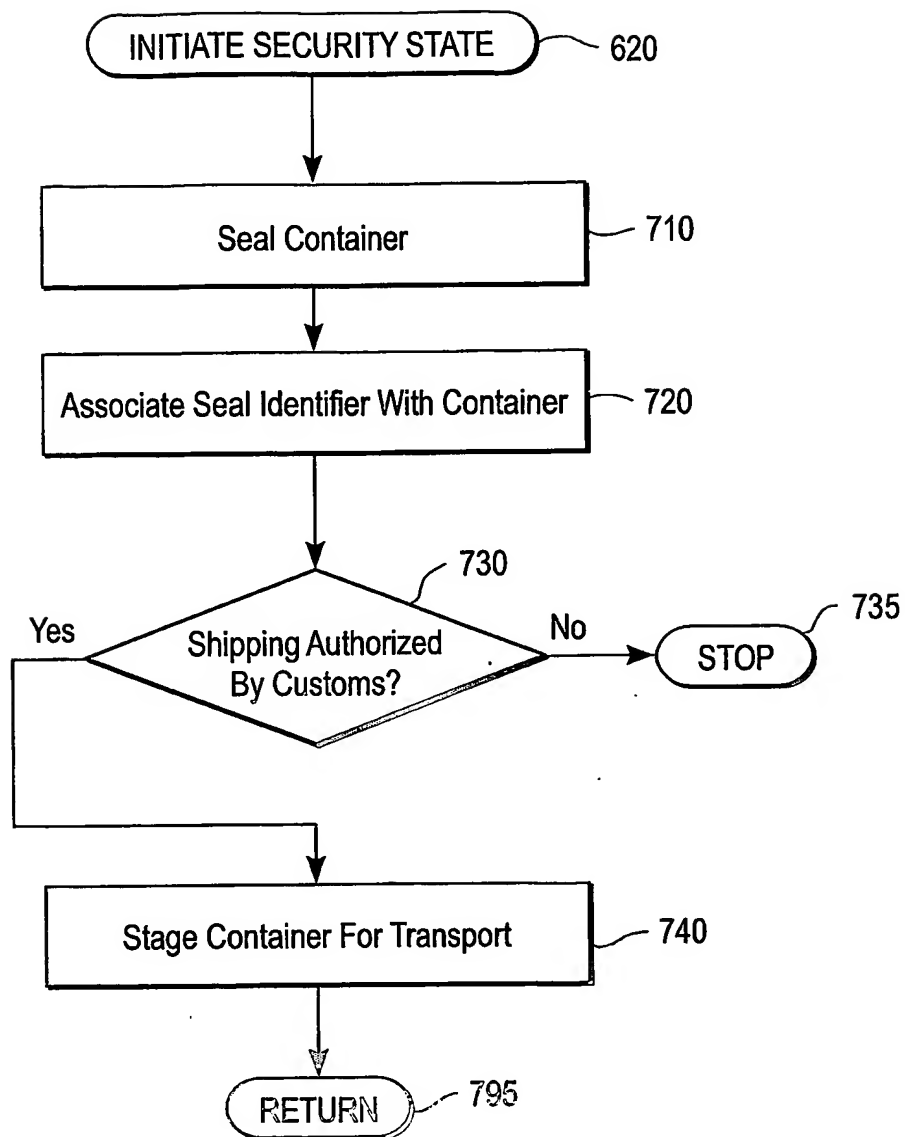 INITIATE SECURITY STATE
620
Seal Container
710
Associate Seal Identifier With Container
720
730
Yes
Shipping Authorized
By Customs?
No
735
STOP
Stage Container For Transport
740
RETURN
795